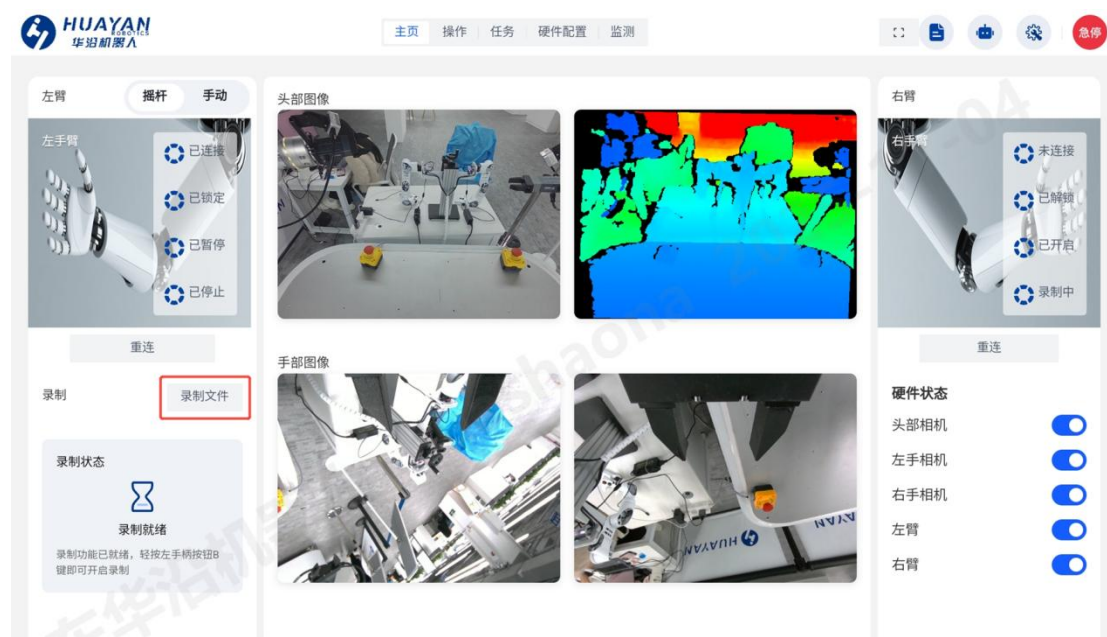 HUAYAN
ROBOTICS
华沿机器人
主页 操作 任务 硬件配置 监测
急停
左臂 摇杆 手动
左手臂
已连接
已锁定
已暂停
已停止
重连
录制 录制文件
录制状态
录制就绪
录制功能已就绪，轻按左手柄按钮B
键即可开启录制
头部图像
手部图像
HUAYAN
右臂
右手臂
未连接
已解锁
已开启
录制中
重连
硬件状态
头部相机
左手相机
右手相机
左臂
右臂